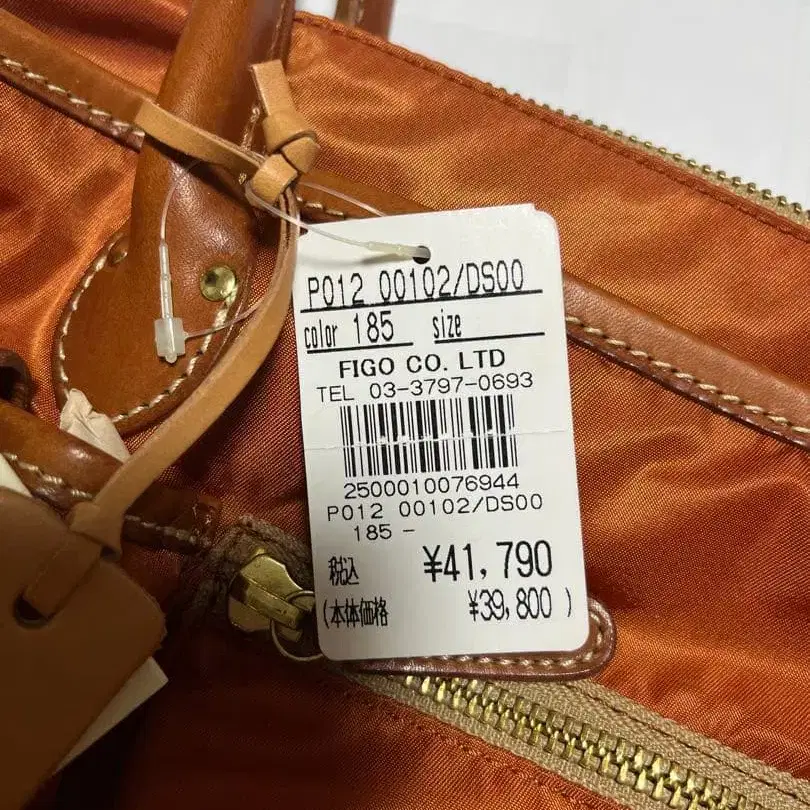 P012 00102/DS00
color 185 size
FIGO CO. LTD
TEL 03-3797-0693
2500010076944
P012 00102/DS00
185 -
税込 ¥41,790
(本体価格 ¥39,800 )